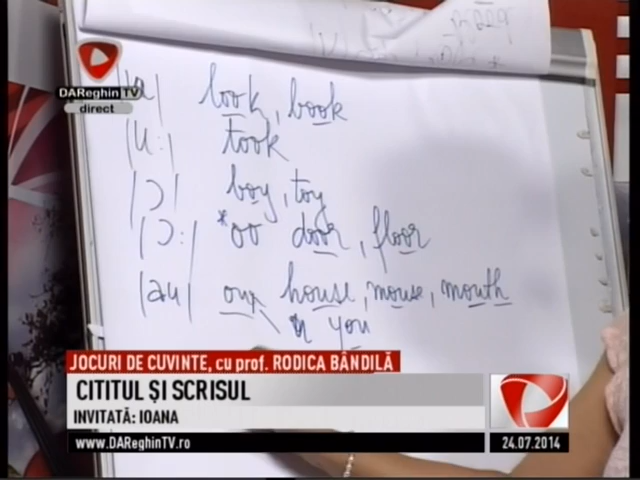 DAReghin TV
direct
look, book
|u:| took
|ɔ| boy, toy
|ɔ:| *oo door, floor
|au| ou house, mouse, mouth
you
JOCURI DE CUVINTE, cu prof. RODICA BÂNDILĂ
CITITUL ȘI SCRISUL
INVITATĂ: IOANA
www.DAReghinTV.ro
24.07.2014